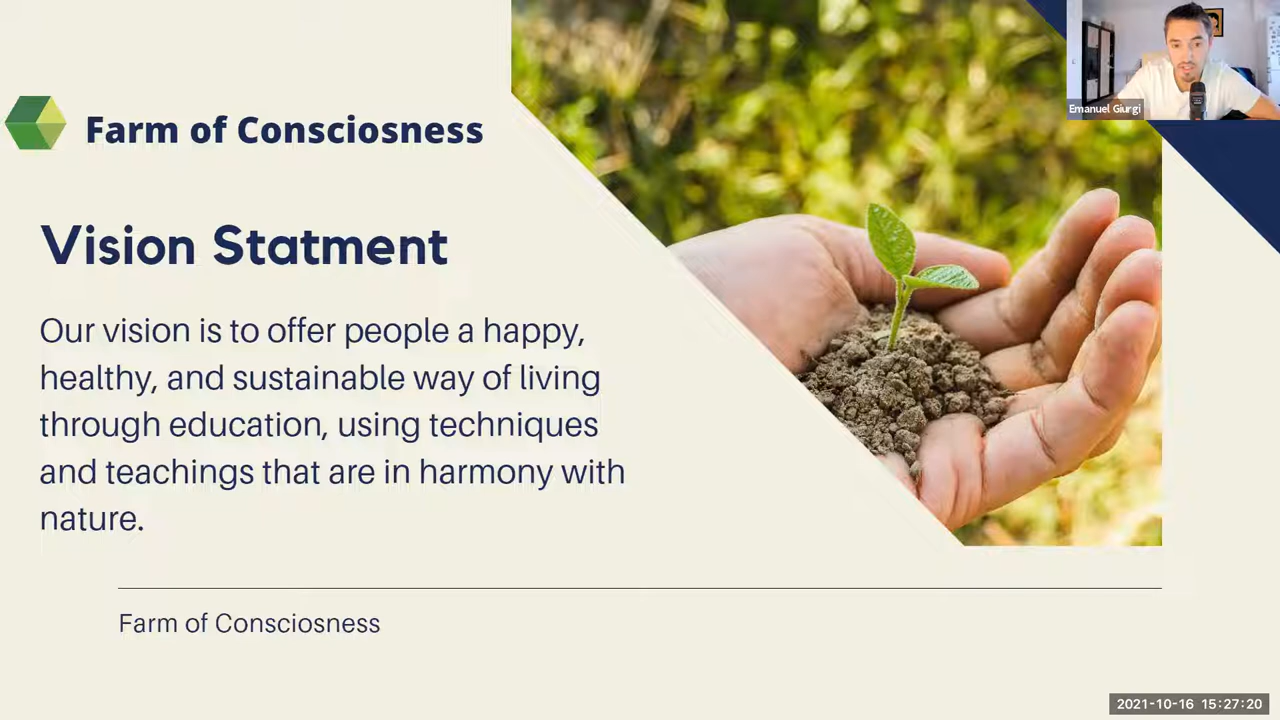 Farm of Consciosness
Emanuel Giurgi
Vision Statment
Our vision is to offer people a happy,
healthy, and sustainable way of living
through education, using techniques
and teachings that are in harmony with
nature.
Farm of Consciosness
2021-10-16 15:27:20